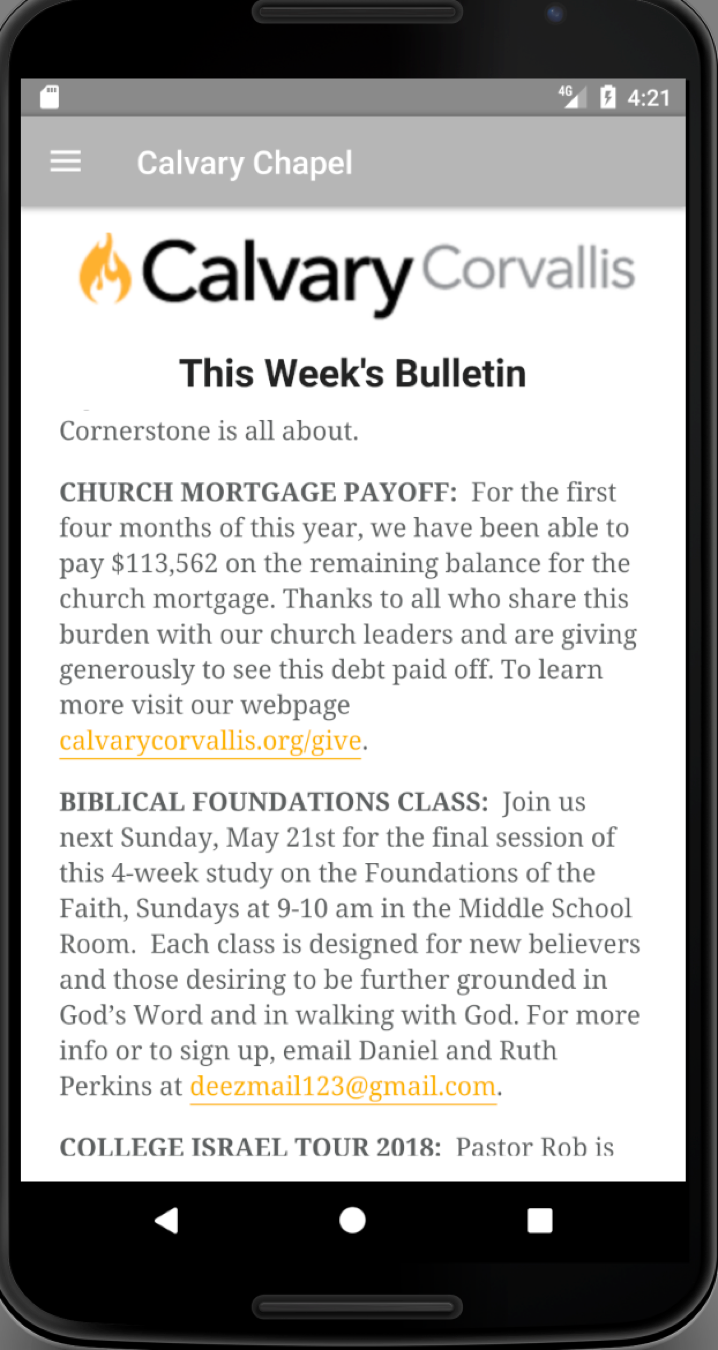 4G 4:21
Calvary Chapel
Calvary Corvallis
This Week's Bulletin
Cornerstone is all about.
CHURCH MORTGAGE PAYOFF:  For the first
four months of this year, we have been able to
pay $113,562 on the remaining balance for the
church mortgage. Thanks to all who share this
burden with our church leaders and are giving
generously to see this debt paid off. To learn
more visit our webpage
calvarycorvallis.org/give.
BIBLICAL FOUNDATIONS CLASS:  Join us
next Sunday, May 21st for the final session of
this 4-week study on the Foundations of the
Faith, Sundays at 9-10 am in the Middle School
Room.  Each class is designed for new believers
and those desiring to be further grounded in
God’s Word and in walking with God. For more
info or to sign up, email Daniel and Ruth
Perkins at deezmail123@gmail.com.
COLLEGE ISRAEL TOUR 2018:  Pastor Rob is